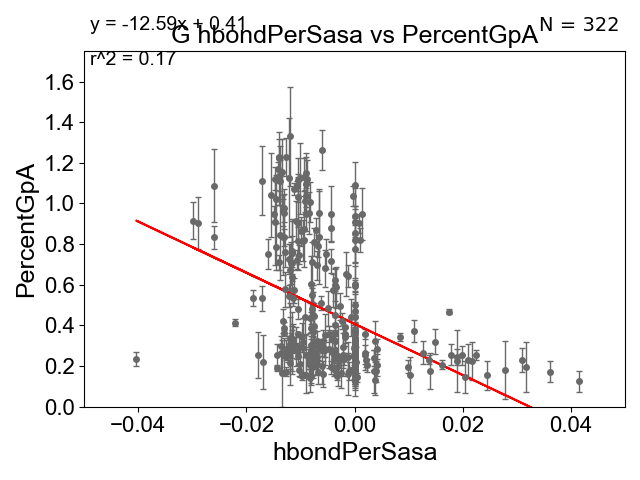 y = -12.59x + 0.41
N = 322
G hbondPerSasa vs PercentGpA
r^2 = 0.17
1.6
1.4
1.2
1.0
0.8
0.6
0.4
0.2
0.0
PercentGpA
−0.04
−0.02
0.00
0.02
0.04
hbondPerSasa